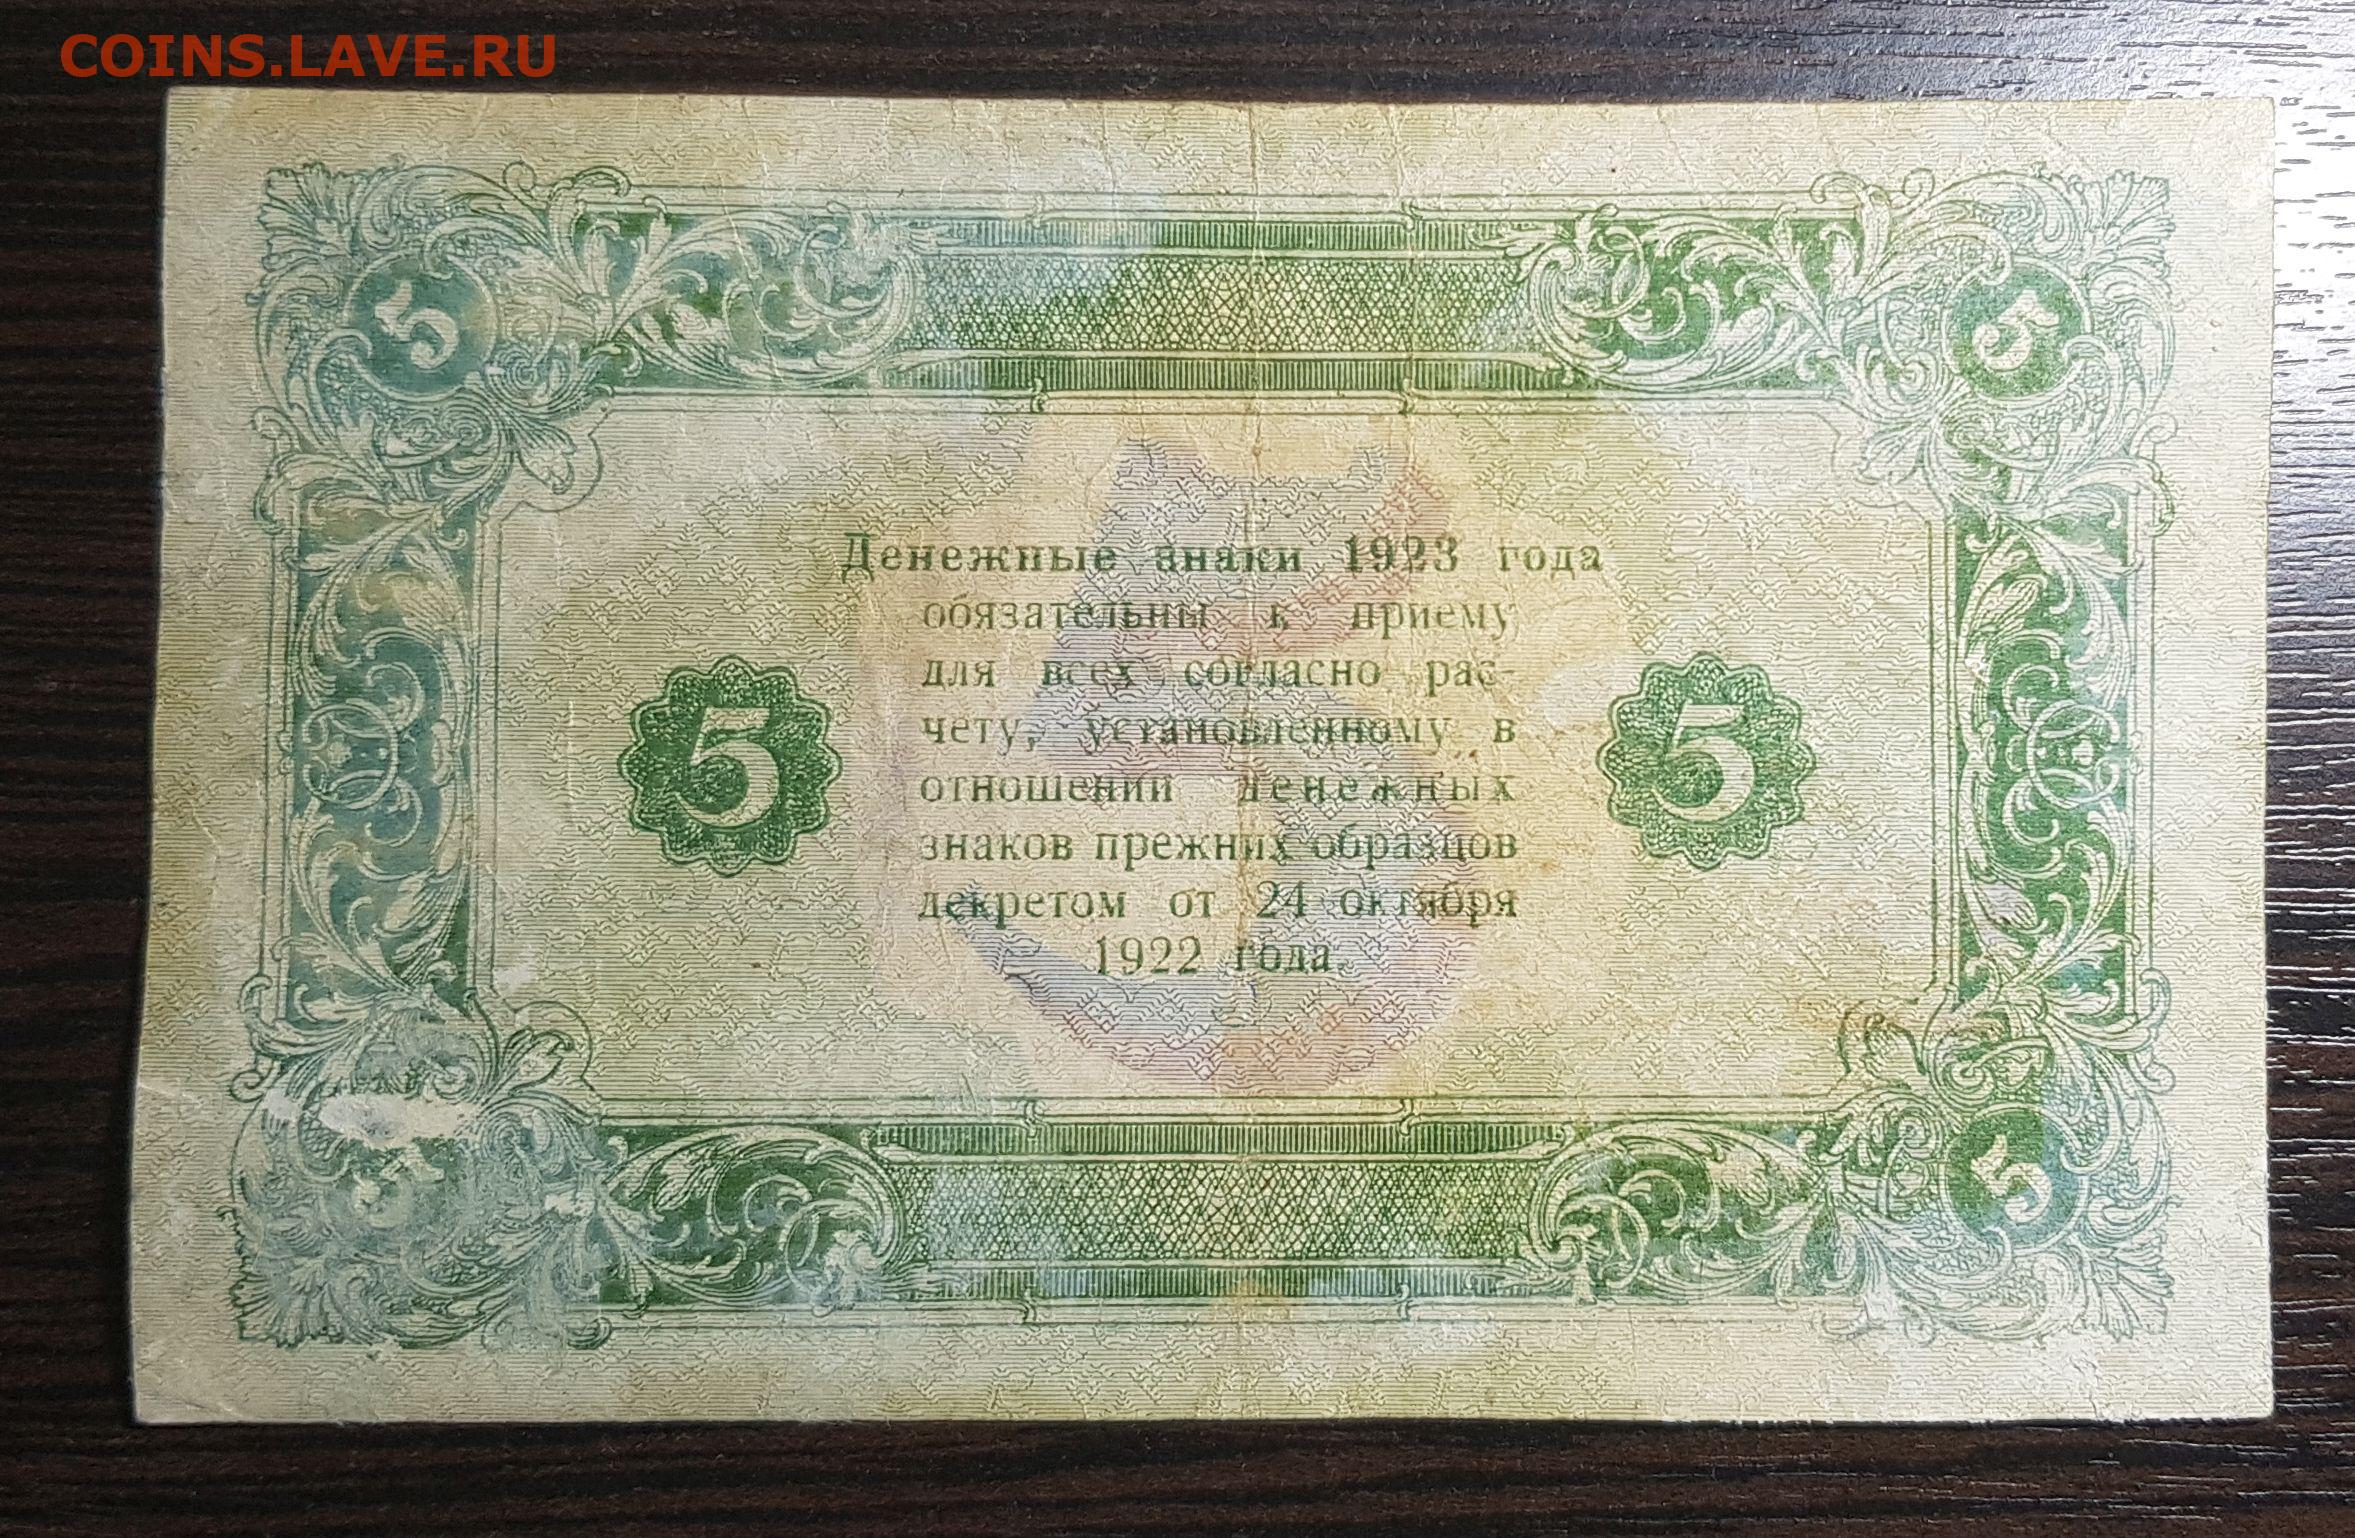 COINS.LAVE.RU
5 5
Денежные знаки 1923 года
обязательны к приему
для всех согласно рас-
5 чету, установленному в 5
отношении денежных
знаков прежних образцов
декретом от 24 октября
1922 года.
5 5